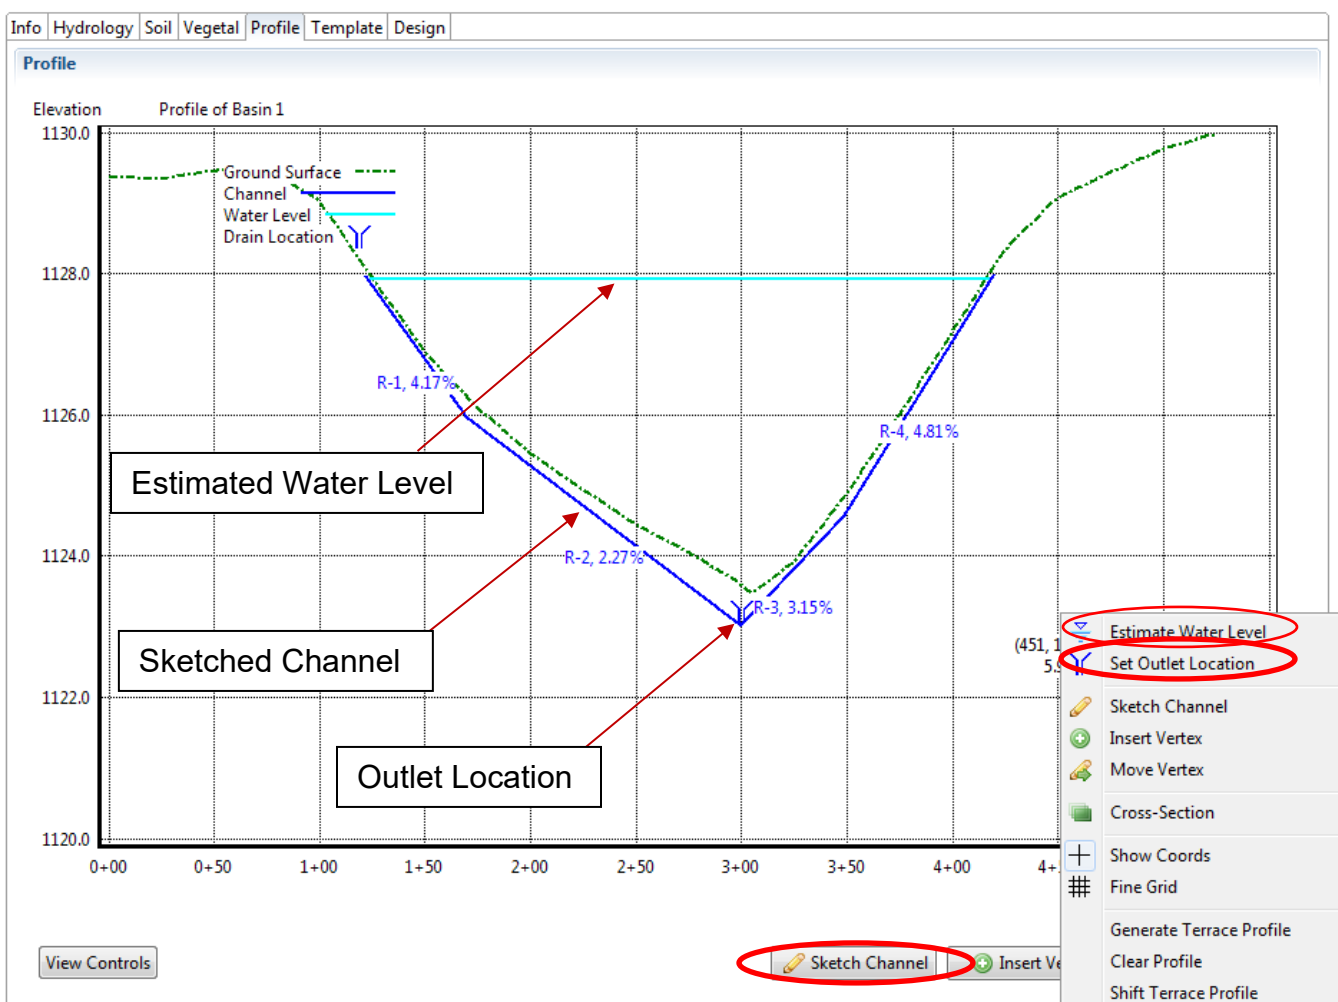 Info Hydrology Soil Vegetal Profile Template Design
Profile
Elevation Profile of Basin 1
1130.0
Ground Surface
Channel
Water Level
Drain Location
1128.0
R-1, 4.17%
1126.0
R-4, 4.81%
Estimated Water Level
1124.0
R-2, 2.27%
R-3, 3.15%
Sketched Channel
(451, 1
Estimate Water Level
Set Outlet Location
1122.0
Sketch Channel
Insert Vertex
Outlet Location
Move Vertex
Cross-Section
1120.0
Show Coords
0+00 0+50 1+00 1+50 2+00 2+50 3+00 3+50 4+00
Fine Grid
Generate Terrace Profile
View Controls Sketch Channel Insert Ve
Clear Profile
Shift Terrace Profile